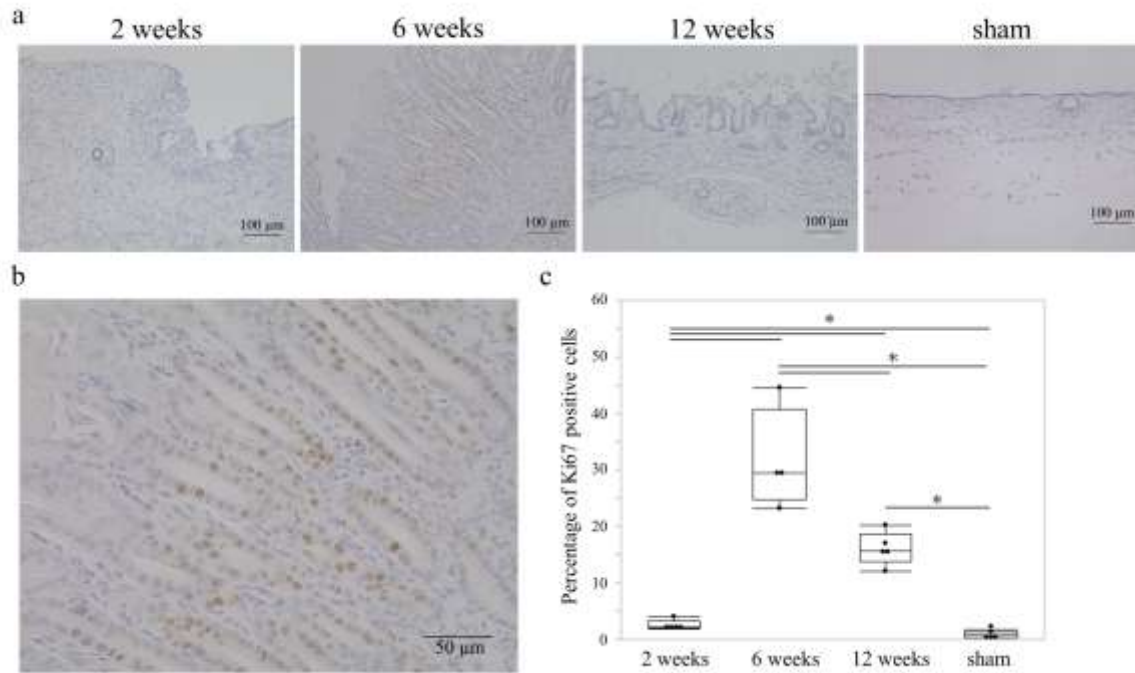 a
2 weeks
6 weeks
12 weeks
sham
100 µm
100 µm
100 µm
100 µm
b
50 µm
c
Percentage of Ki67 positive cells
60
50
40
30
20
10
0
*
*
*
2 weeks
6 weeks
12 weeks
sham